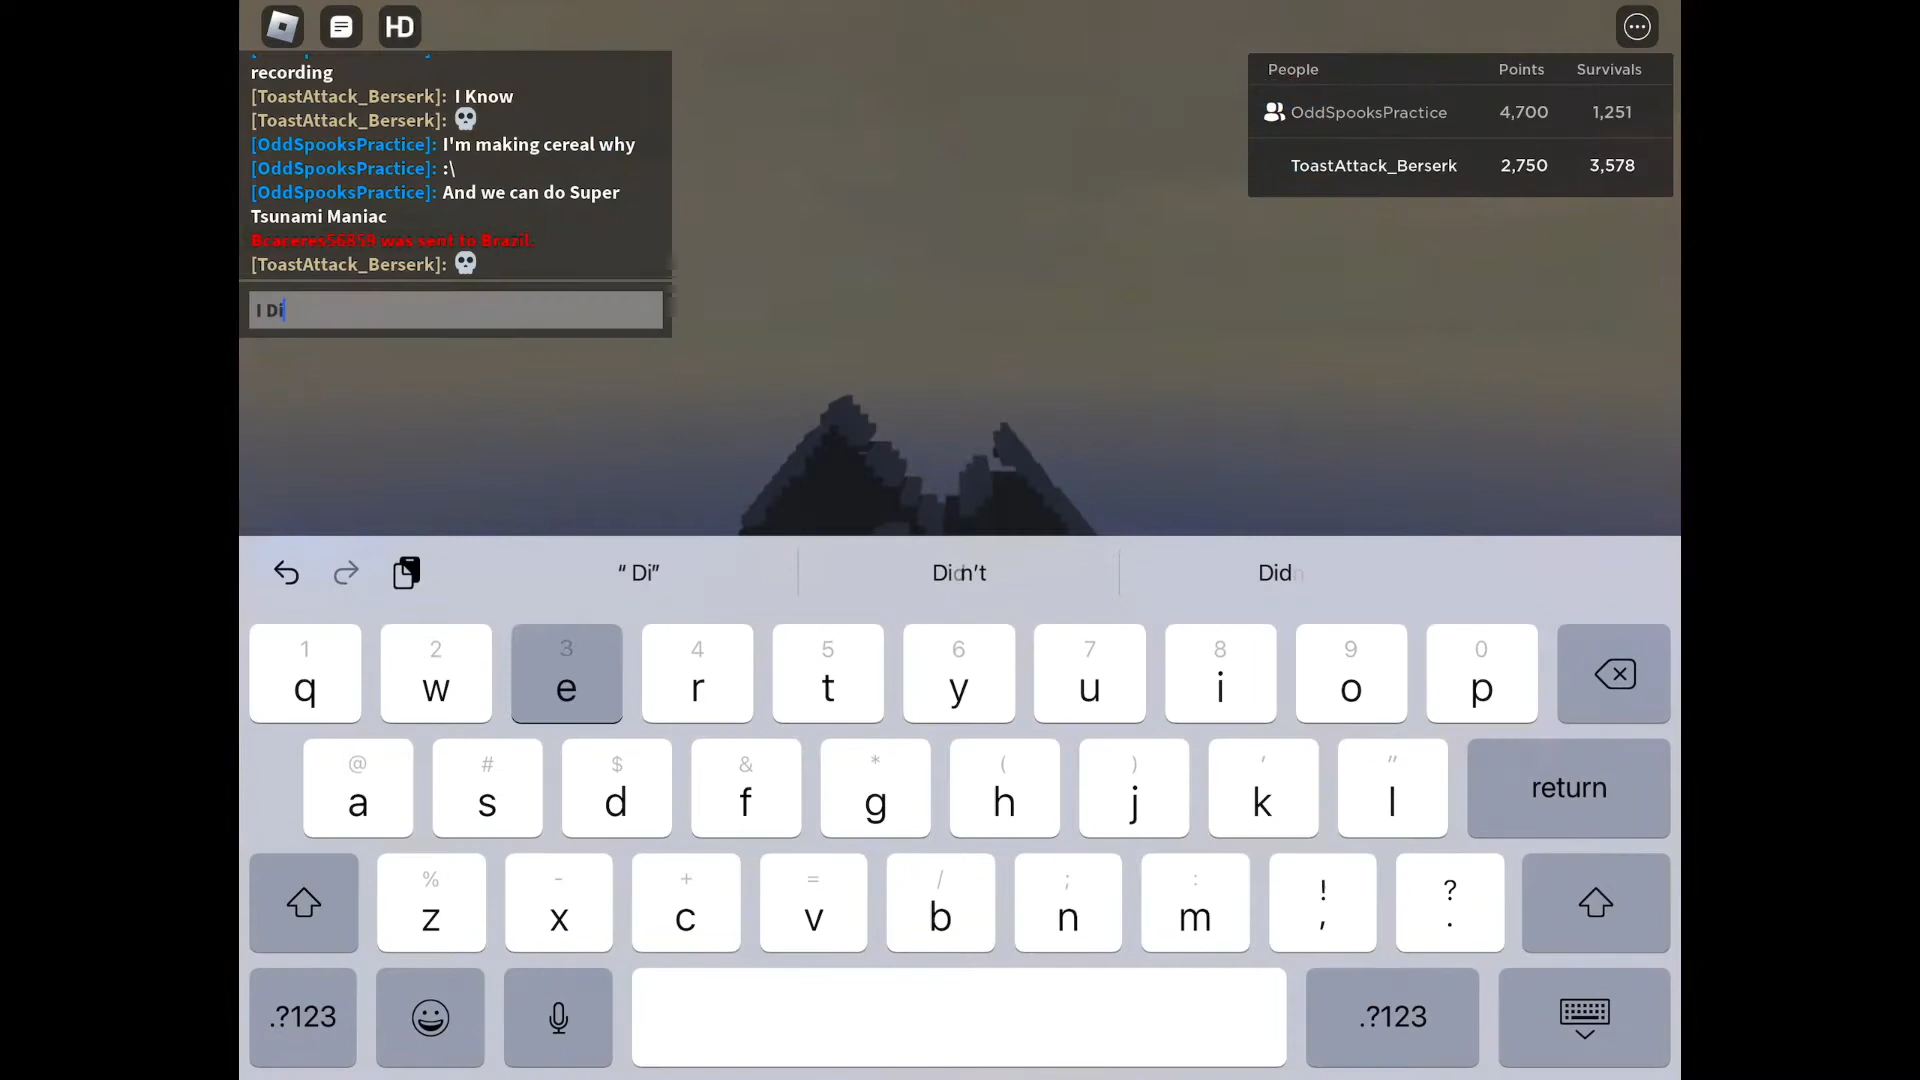 HD
recording
[ToastAttack_Berserk]: I Know
[ToastAttack_Berserk]: 💀
[OddSpooksPractice]: I'm making cereal why
[OddSpooksPractice]: :\
[OddSpooksPractice]: And we can do Super
Tsunami Maniac
Bcareres56859 was sent to Brazil.
[ToastAttack_Berserk]: 💀
I Di
People Points Survivals
OddSpooksPractice 4,700 1,251
ToastAttack_Berserk 2,750 3,578
“ Di” Didn't Did
1 2 3 4 5 6 7 8 9 0
q w e r t y u i o p
@ # $ & * ( ) ' "
a s d f g h j k l return
% - + = / ; : ! ?
z x c v b n m , .
.?123 .?123